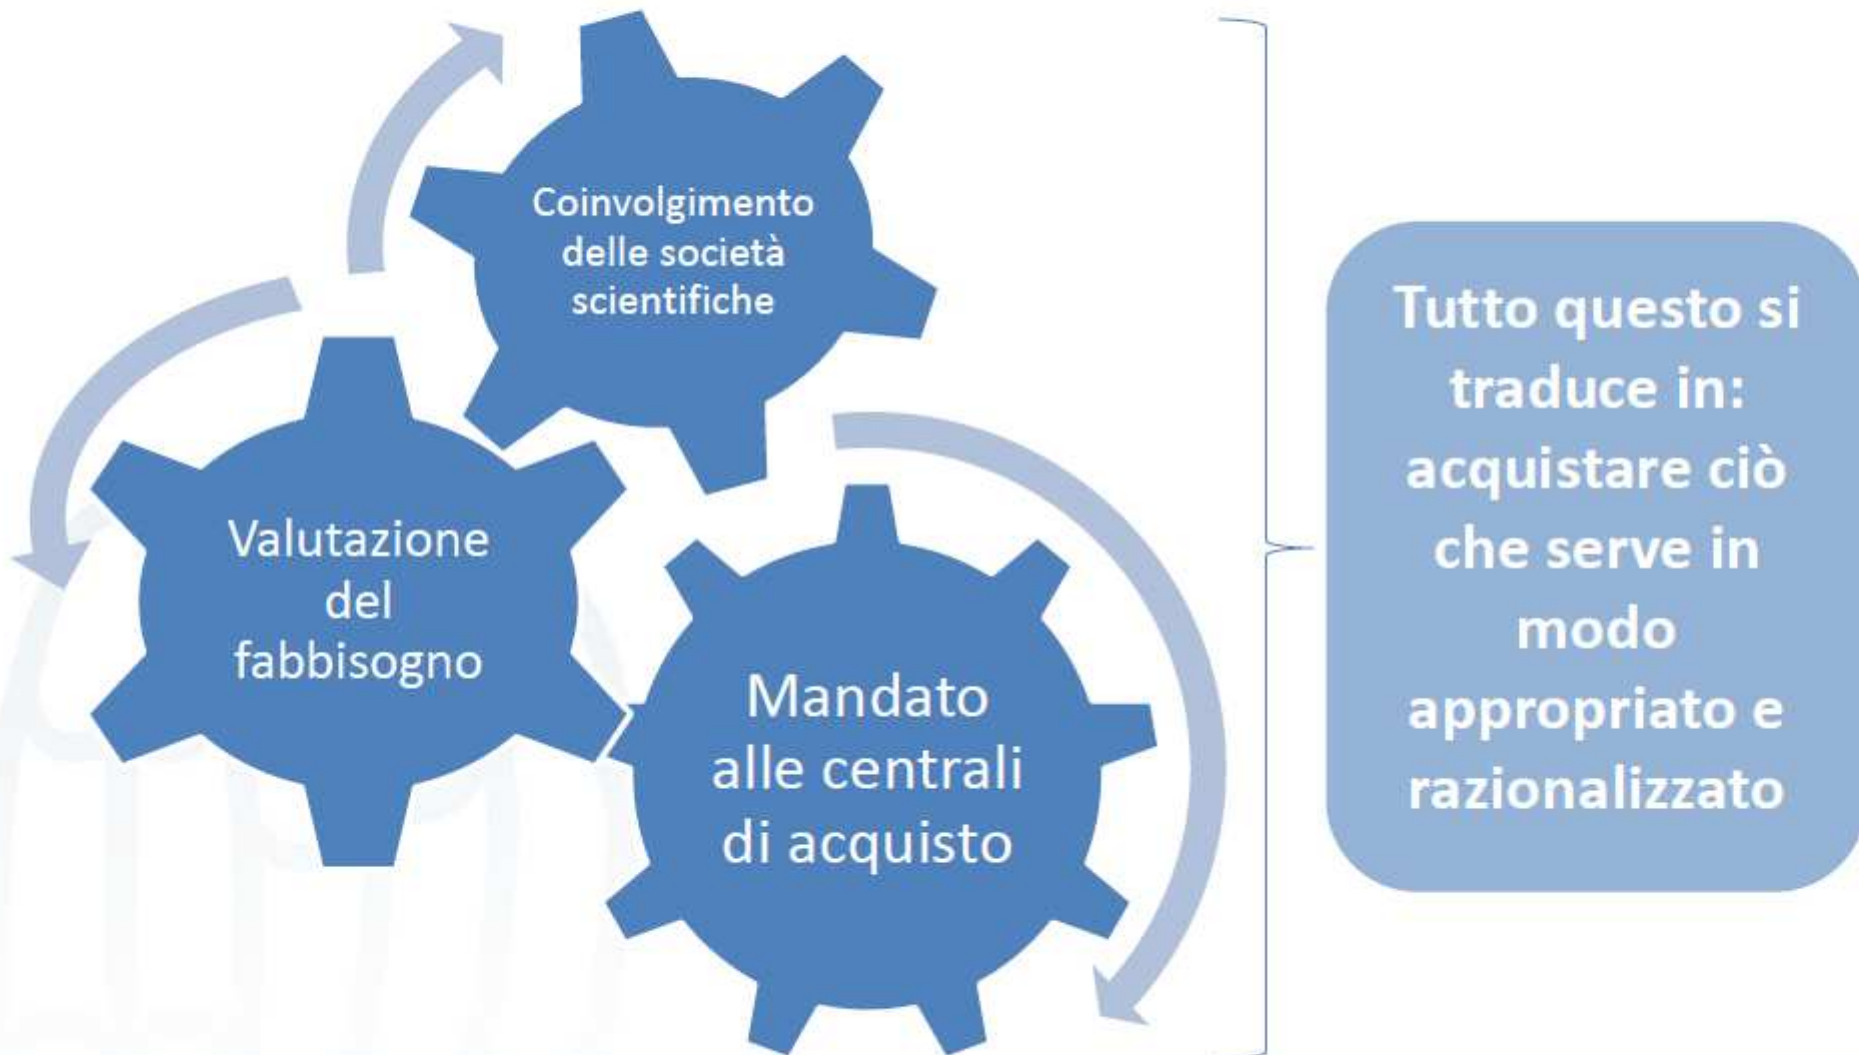 Coinvolgimento
delle società
scientifiche
Valutazione
del
fabbisogno
Mandato
alle centrali
di acquisto
Tutto questo si
traduce in:
acquistare ciò
che serve in
modo
appropriato e
razionalizzato